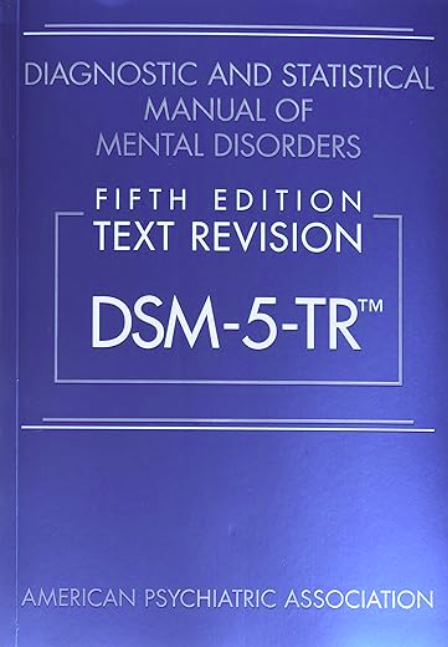 DIAGNOSTIC AND STATISTICAL
MANUAL OF
MENTAL DISORDERS
FIFTH EDITION
TEXT REVISION
DSM-5-TR™
AMERICAN PSYCHIATRIC ASSOCIATION